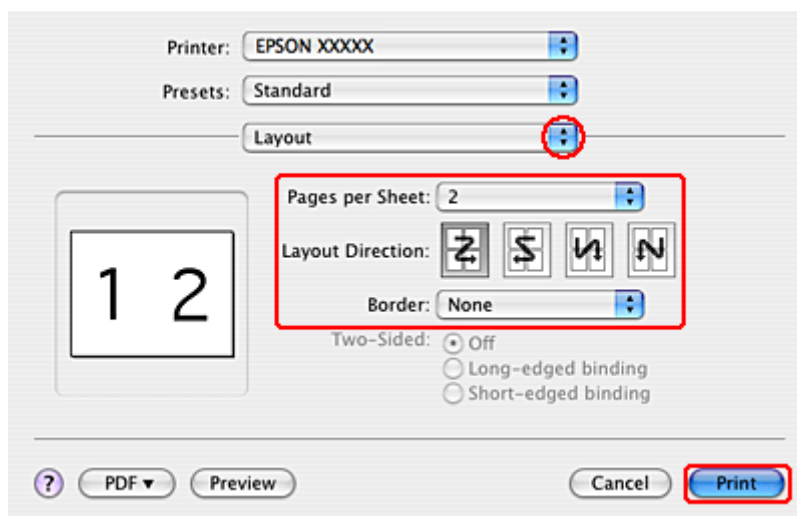 Printer: EPSON XXXXX
Presets: Standard
Layout
Pages per Sheet: 2
Layout Direction:
Border: None
Two-Sided: Off
Long-edged binding
Short-edged binding
1 2
? PDF▼ Preview Cancel Print